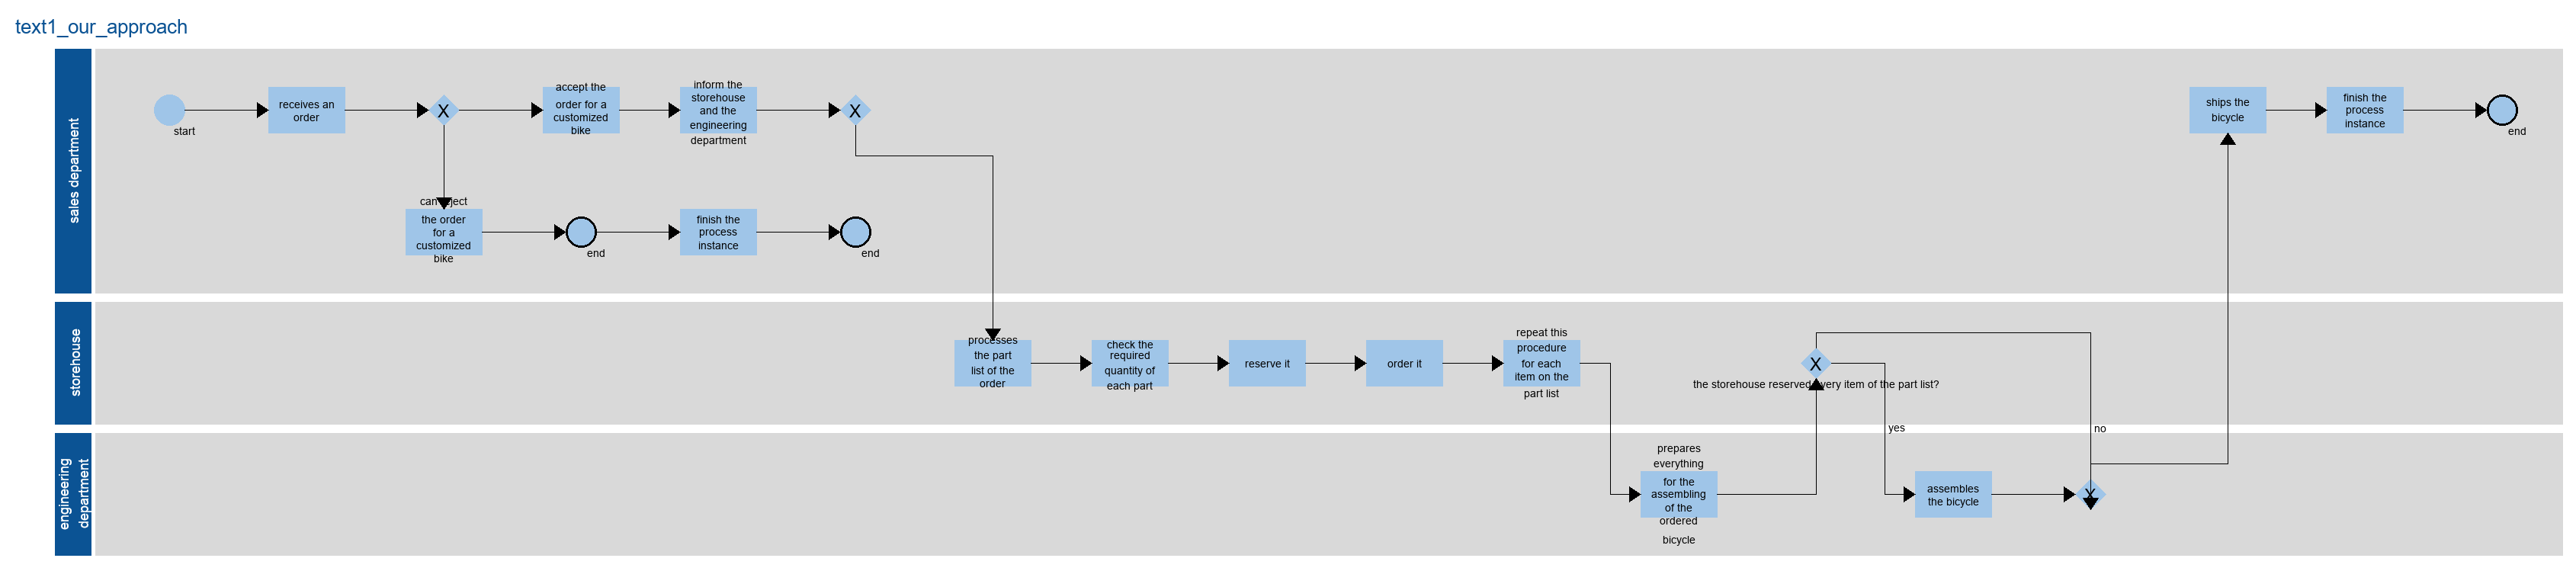 text1_our_approach
sales department
start
receives an
order
X
accept the
order for a
customized
bike
inform the
storehouse
and the
engineering
department
X
can reject
the order
for a
customized
bike
end
finish the
process
instance
end
ships the
bicycle
finish the
process
instance
end
storehouse
processes
the part
list of the
order
check the
required
quantity of
each part
reserve it
order it
repeat this
procedure
for each
item on the
part list
X
the storehouse reserved every item of the part list?
yes
no
engineering
department
prepares
everything
for the
assembling
of the
ordered
bicycle
assembles
the bicycle
X